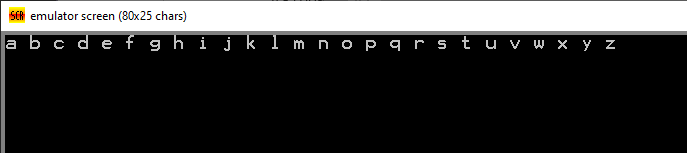 emulator screen (80x25 chars)
a b c d e f g h i j k l m n o p q r s t u v w x y z